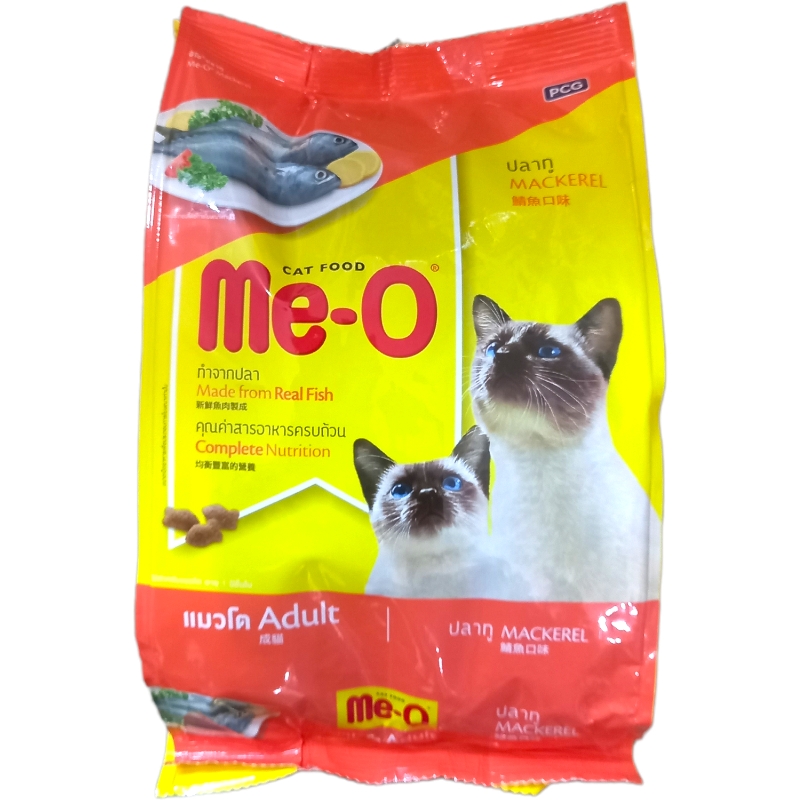 PCG
ปลาทู
MACKEREL
鯖魚口味
CAT FOOD
Me-O®
ทำจากปลา
Made from Real Fish
新鮮魚肉製成
คุณค่าสารอาหารครบถ้วน
Complete Nutrition
均衡豐富的營養
แมวโต Adult
成貓
ปลาทู MACKEREL
鯖魚口味
CAT FOOD
Me-O
Adult
ปลาทู
MACKEREL